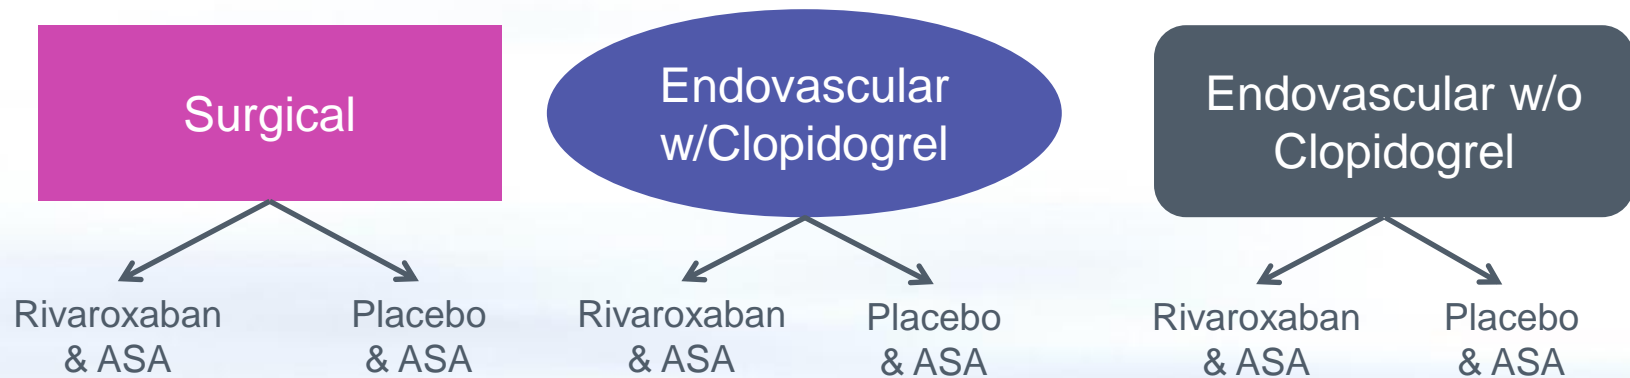 Surgical
Endovascular
w/Clopidogrel
Endovascular w/o
Clopidogrel
Rivaroxaban
& ASA
Placebo
& ASA
Rivaroxaban
& ASA
Placebo
& ASA
Rivaroxaban
& ASA
Placebo
& ASA